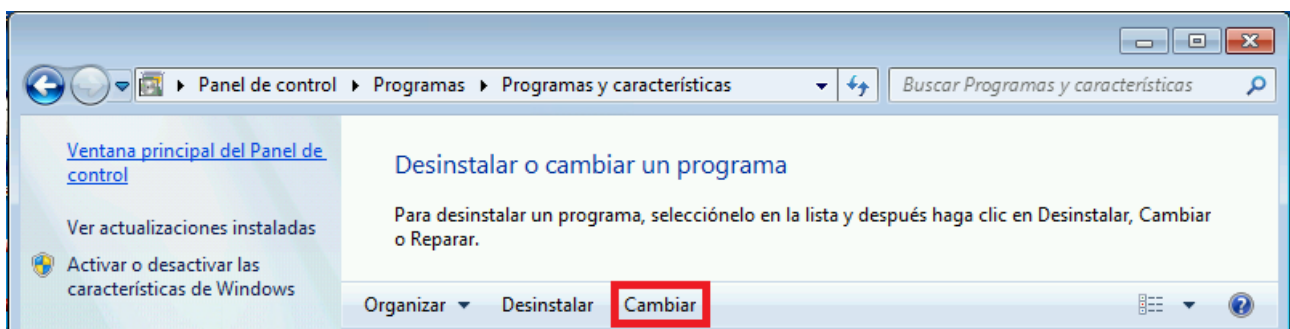 Panel de control ▸ Programas ▸ Programas y características
Buscar Programas y características
Ventana principal del Panel de
control
Ver actualizaciones instaladas
Activar o desactivar las
características de Windows
Desinstalar o cambiar un programa
Para desinstalar un programa, selecciónelo en la lista y después haga clic en Desinstalar, Cambiar
o Reparar.
Organizar Desinstalar Cambiar